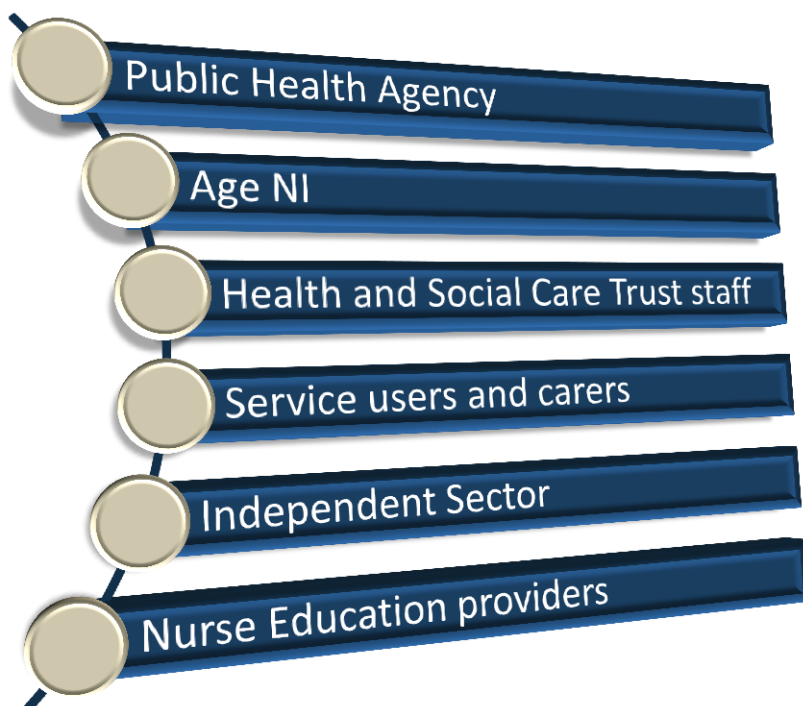 Public Health Agency
Age NI
Health and Social Care Trust staff
Service users and carers
Independent Sector
Nurse Education providers